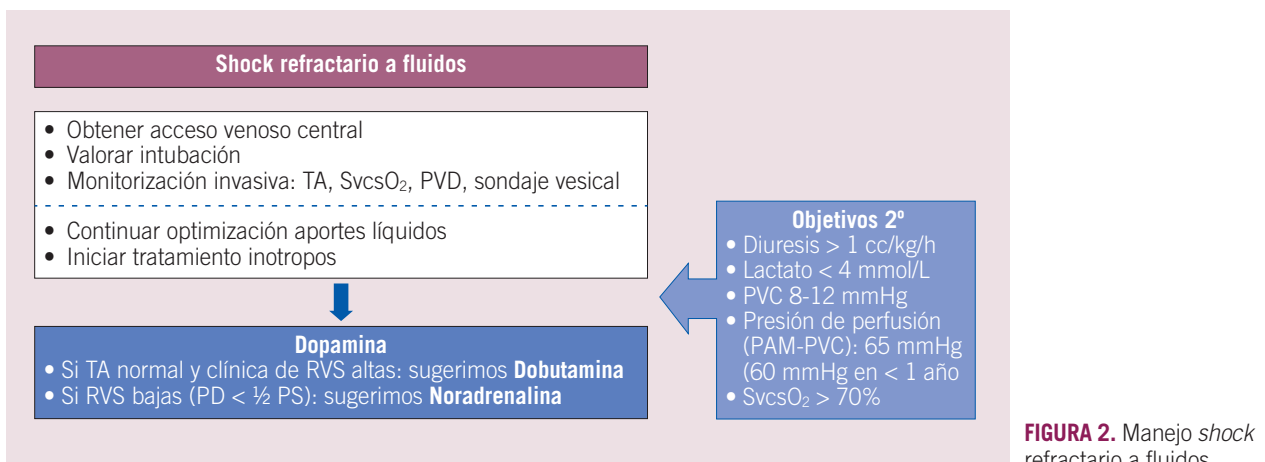 Shock refractario a fluidos
• Obtener acceso venoso central
• Valorar intubación
• Monitorización invasiva: TA, SvcsO₂, PVD, sondaje vesical
• Continuar optimización aportes líquidos
• Iniciar tratamiento inotropos
Dopamina
• Si TA normal y clínica de RVS altas: sugerimos Dobutamina
• Si RVS bajas (PD < ½ PS): sugerimos Noradrenalina
Objetivos 2º
• Diuresis > 1 cc/kg/h
• Lactato < 4 mmol/L
• PVC 8-12 mmHg
• Presión de perfusión
(PAM-PVC): 65 mmHg
(60 mmHg en < 1 año
• SvcsO₂ > 70%
FIGURA 2. Manejo shock
refractario a fluidos